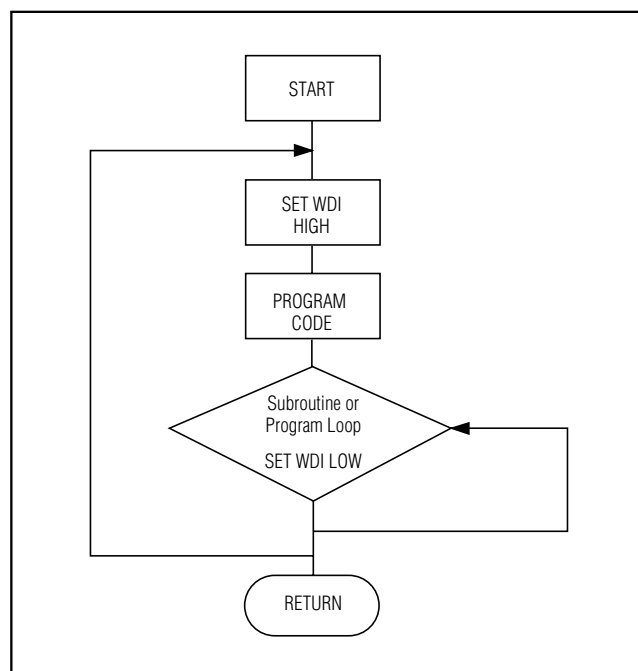 START
SET WDI
HIGH
PROGRAM
CODE
Subroutine or
Program Loop
SET WDI LOW
RETURN